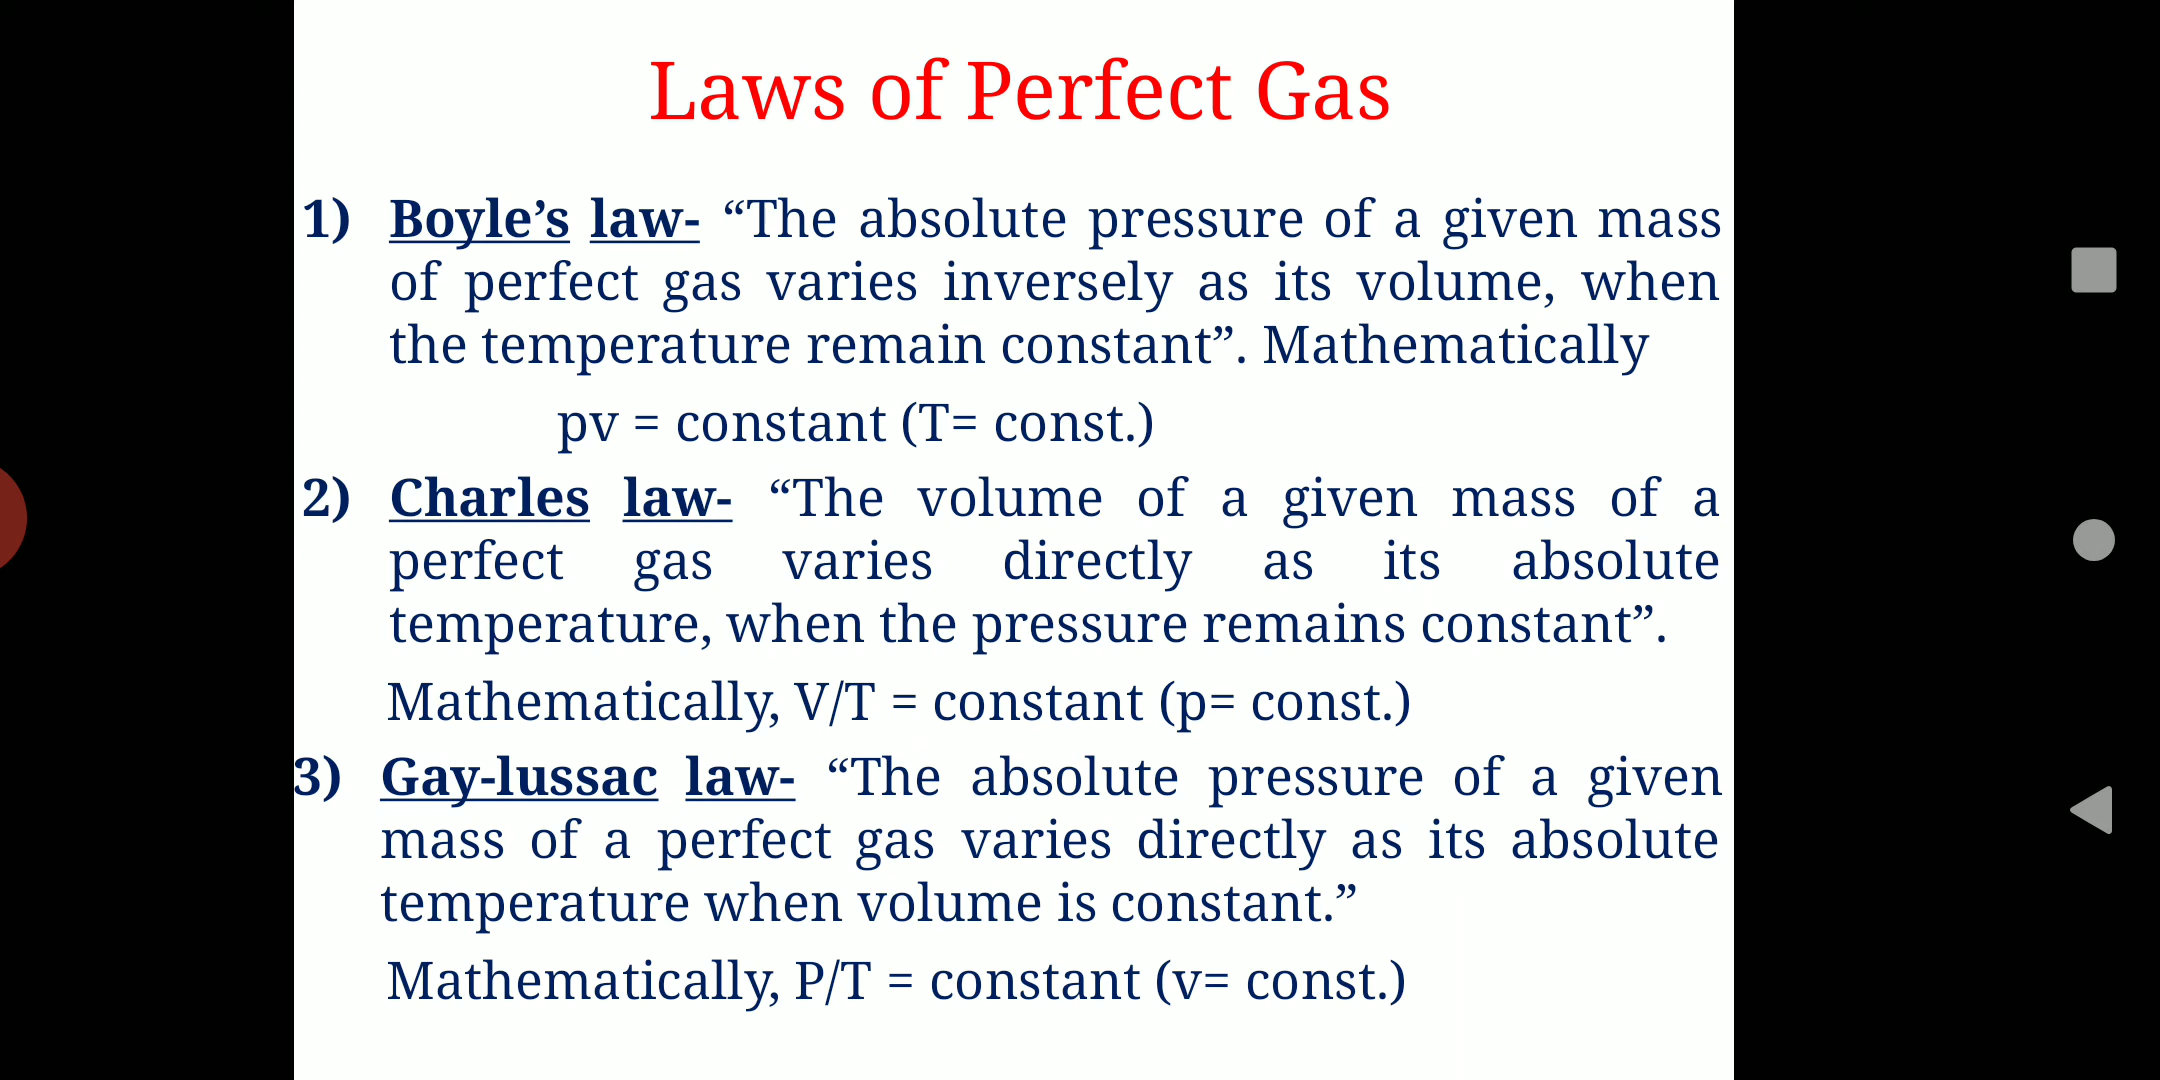 Laws of Perfect Gas
1) Boyle’s law- “The absolute pressure of a given mass
of perfect gas varies inversely as its volume, when
the temperature remain constant”. Mathematically
pv = constant (T= const.)
2) Charles law- “The volume of a given mass of a
perfect gas varies directly as its absolute
temperature, when the pressure remains constant”.
Mathematically, V/T = constant (p= const.)
3) Gay-lussac law- “The absolute pressure of a given
mass of a perfect gas varies directly as its absolute
temperature when volume is constant.”
Mathematically, P/T = constant (v= const.)